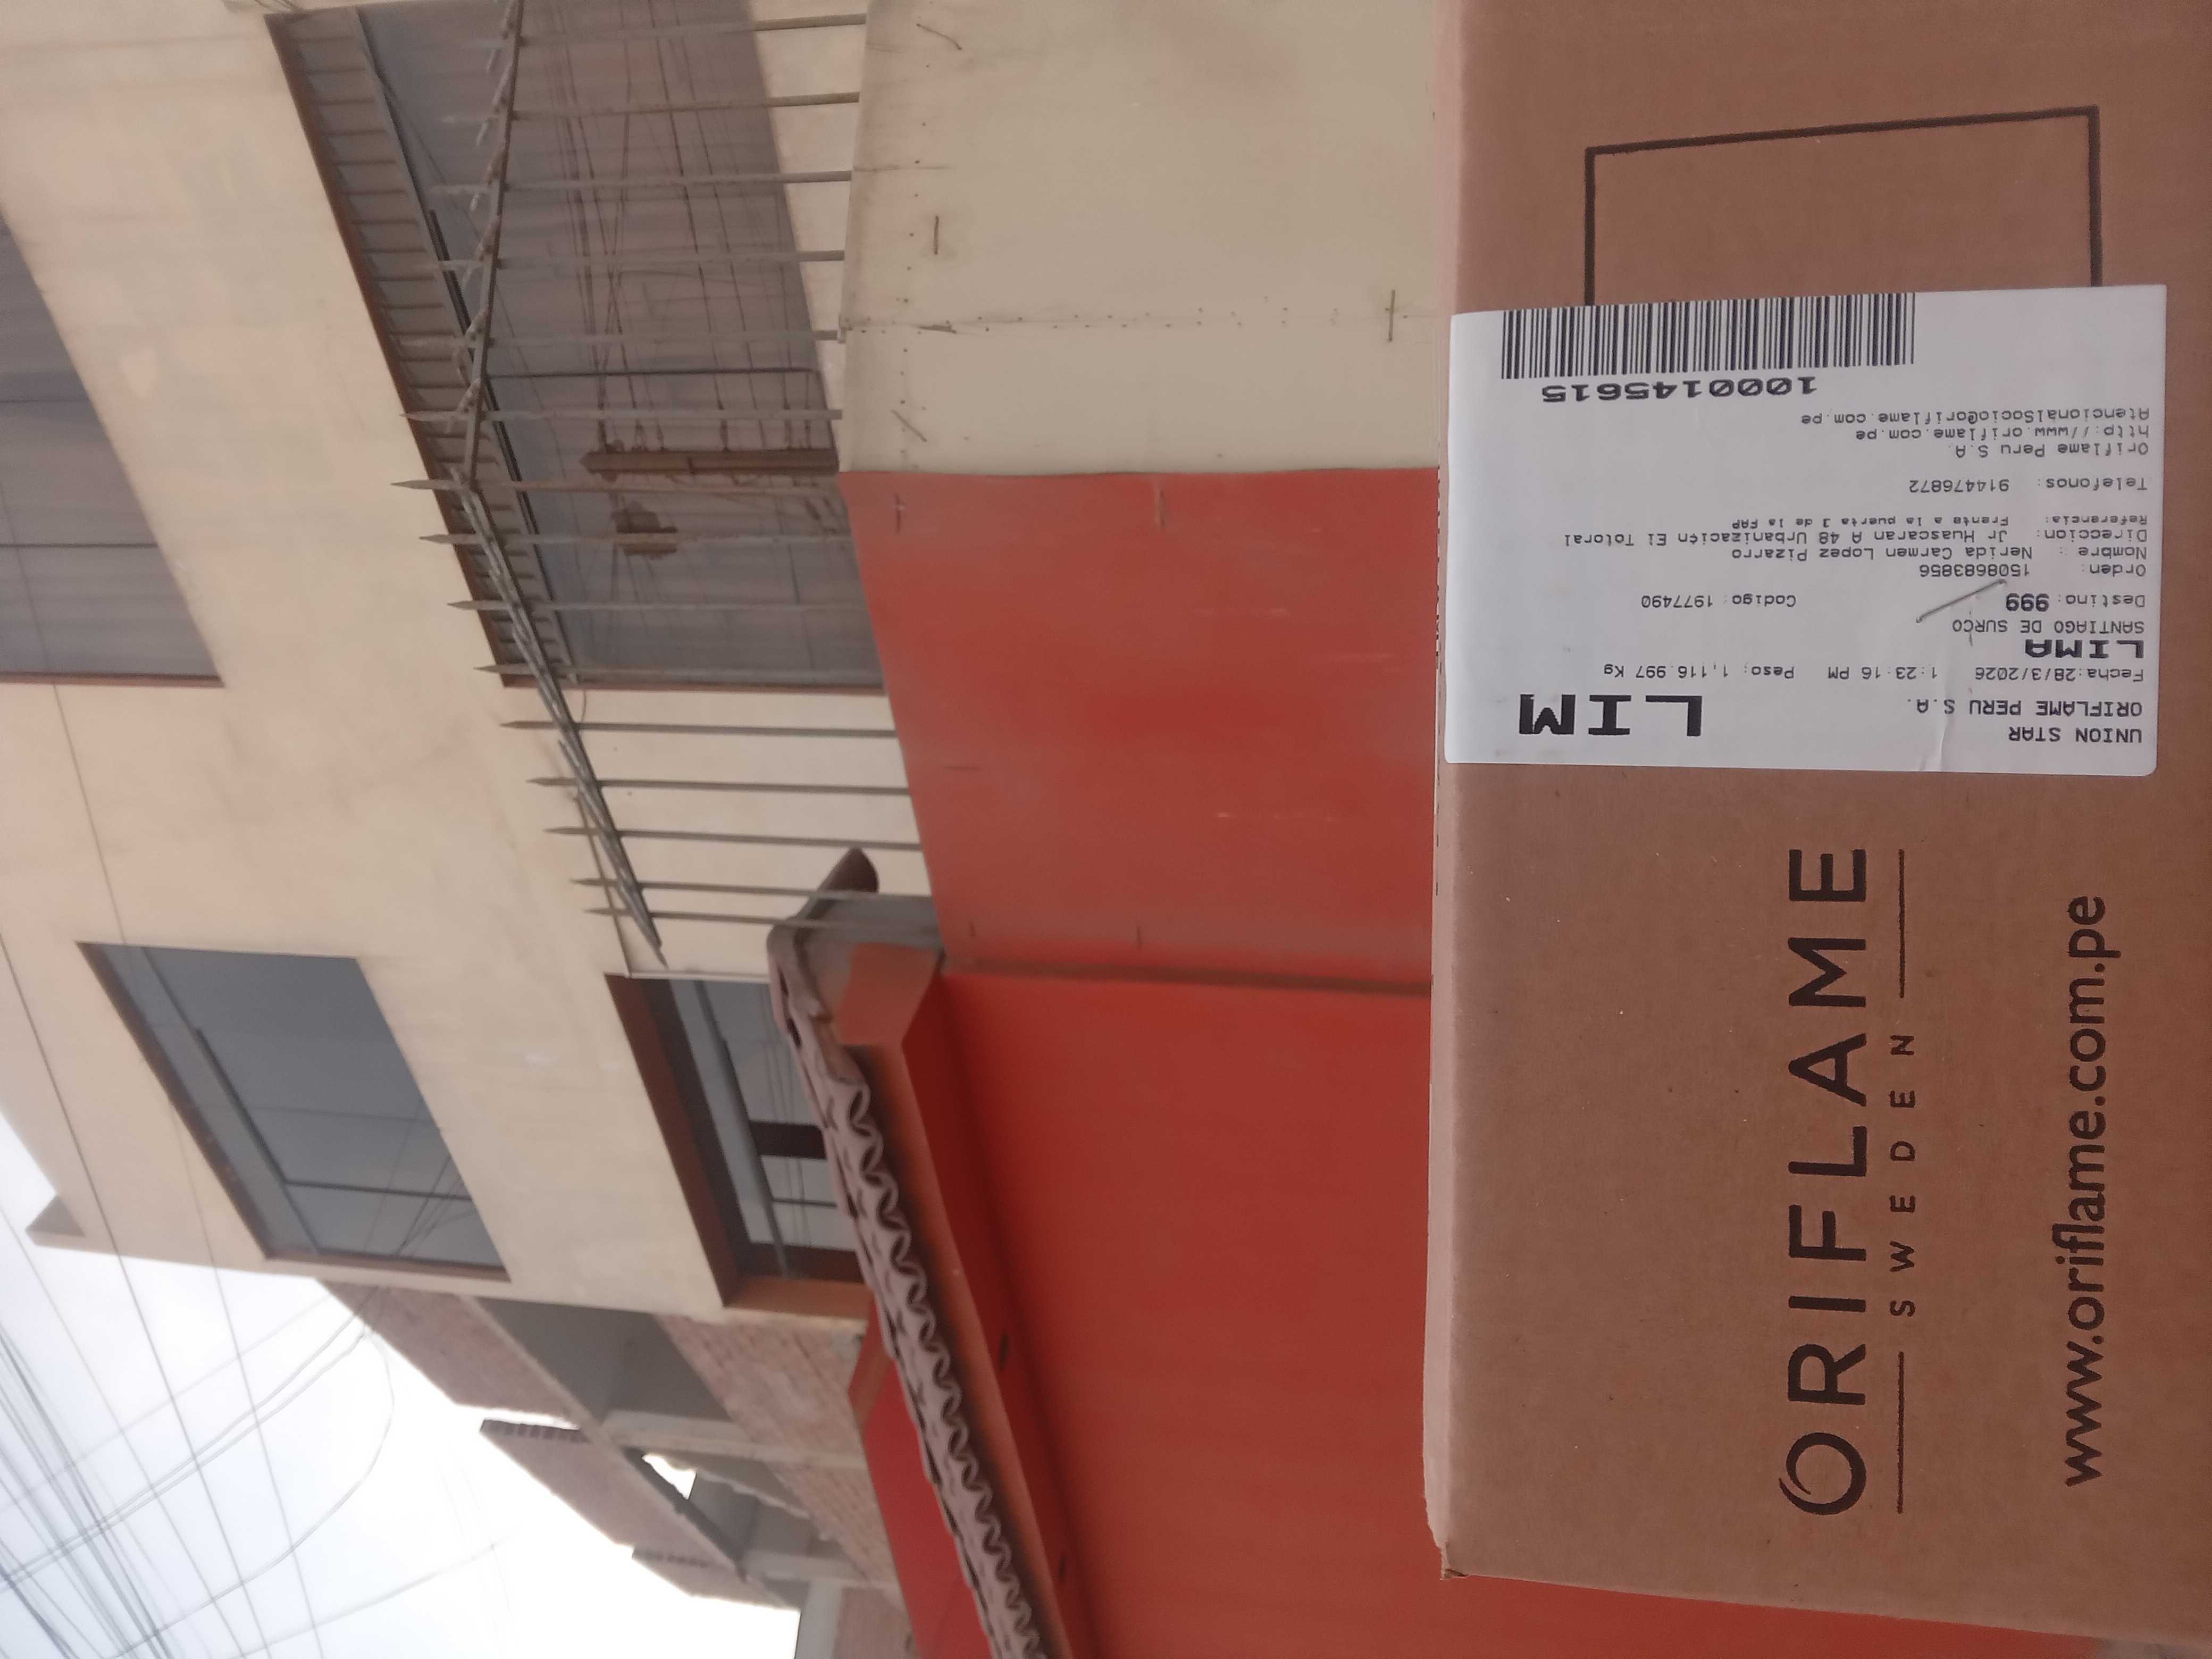 UNION STAR
ORIFLAME PERU S.A.
LIM
Fecha:28/3/2026 1:23:16 PM Peso: 1,116.997 Kg
LIMA
SANTIAGO DE SURCO
Destino: 999 Codigo: 1977490
Orden: 1508683856
Nombre : Nerida Carmen Lopez Pizarro
Direccion: Jr Huascaran A 48 Urbanizaci¢n El Totoral
Referencia: Frente a la puerta 3 de la FAP
Telefonos: 914476872
Oriflame Peru S.A.
http://www.oriflame.com.pe
AtencionalSocio@oriflame.com.pe
1000145615
ORIFLAME
SWEDEN
www.oriflame.com.pe